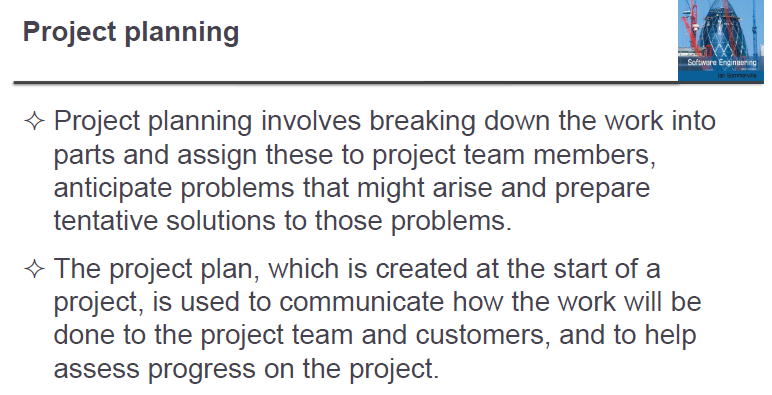 Project planning
Software Engineering
Ian Sommerville
✧ Project planning involves breaking down the work into
parts and assign these to project team members,
anticipate problems that might arise and prepare
tentative solutions to those problems.
✧ The project plan, which is created at the start of a
project, is used to communicate how the work will be
done to the project team and customers, and to help
assess progress on the project.